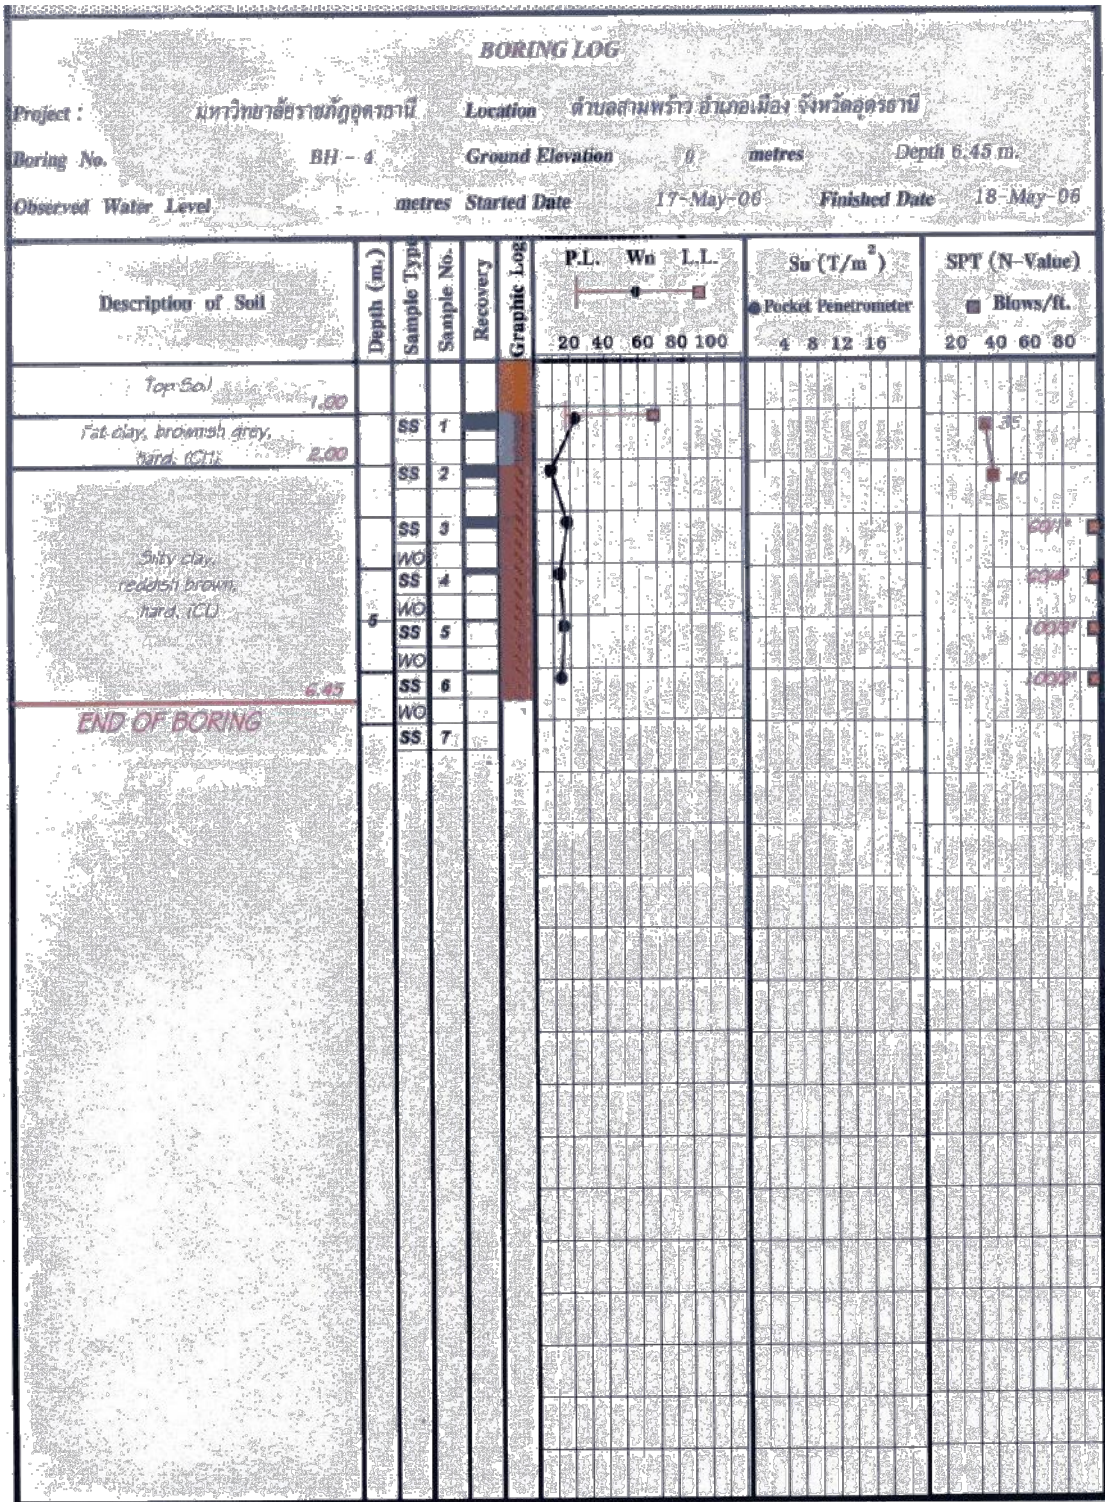 BORING LOG
Project : มหาวิทยาลัยราชภัฏอุดรธานี Location ตำบลสามพร้าว อำเภอเมือง จังหวัดอุดรธานี
Boring No. BH - 4 Ground Elevation 0 metres Depth 6.45 m.
Observed Water Level - metres Started Date 17-May-06 Finished Date 18-May-06
Description of Soil
Depth (m.)
Sample Type
Sample No.
Recovery
Graphic Log
P.L. Wn L.L.
20 40 60 80 100
Su (T/m²)
Pocket Penetrometer
4 8 12 16
SPT (N-Value)
Blows/ft.
20 40 60 80
Top Soil
1.00
Fat clay, brownish grey,
hard. (CH) 2.00
SS 1 35
SS 2 40
SS 3
Silty clay,
reddish brown,
hard. (CL)
WO
SS 4
WO
5
SS 5
WO
6.45
SS 6
END OF BORING
WO
SS 7